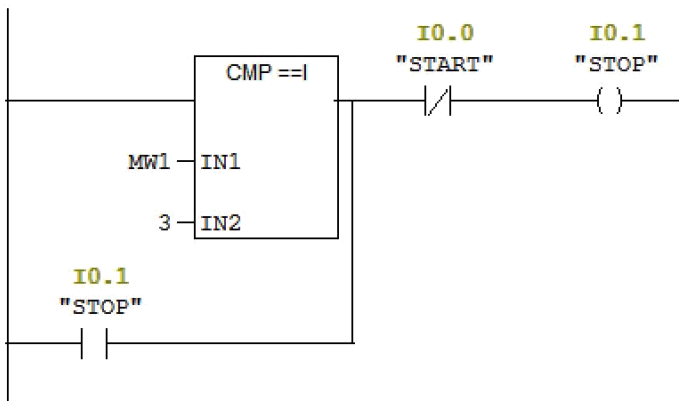 I0.0
"START"
I0.1
"STOP"
CMP ==I
MW1
IN1
3
IN2
I0.1
"STOP"